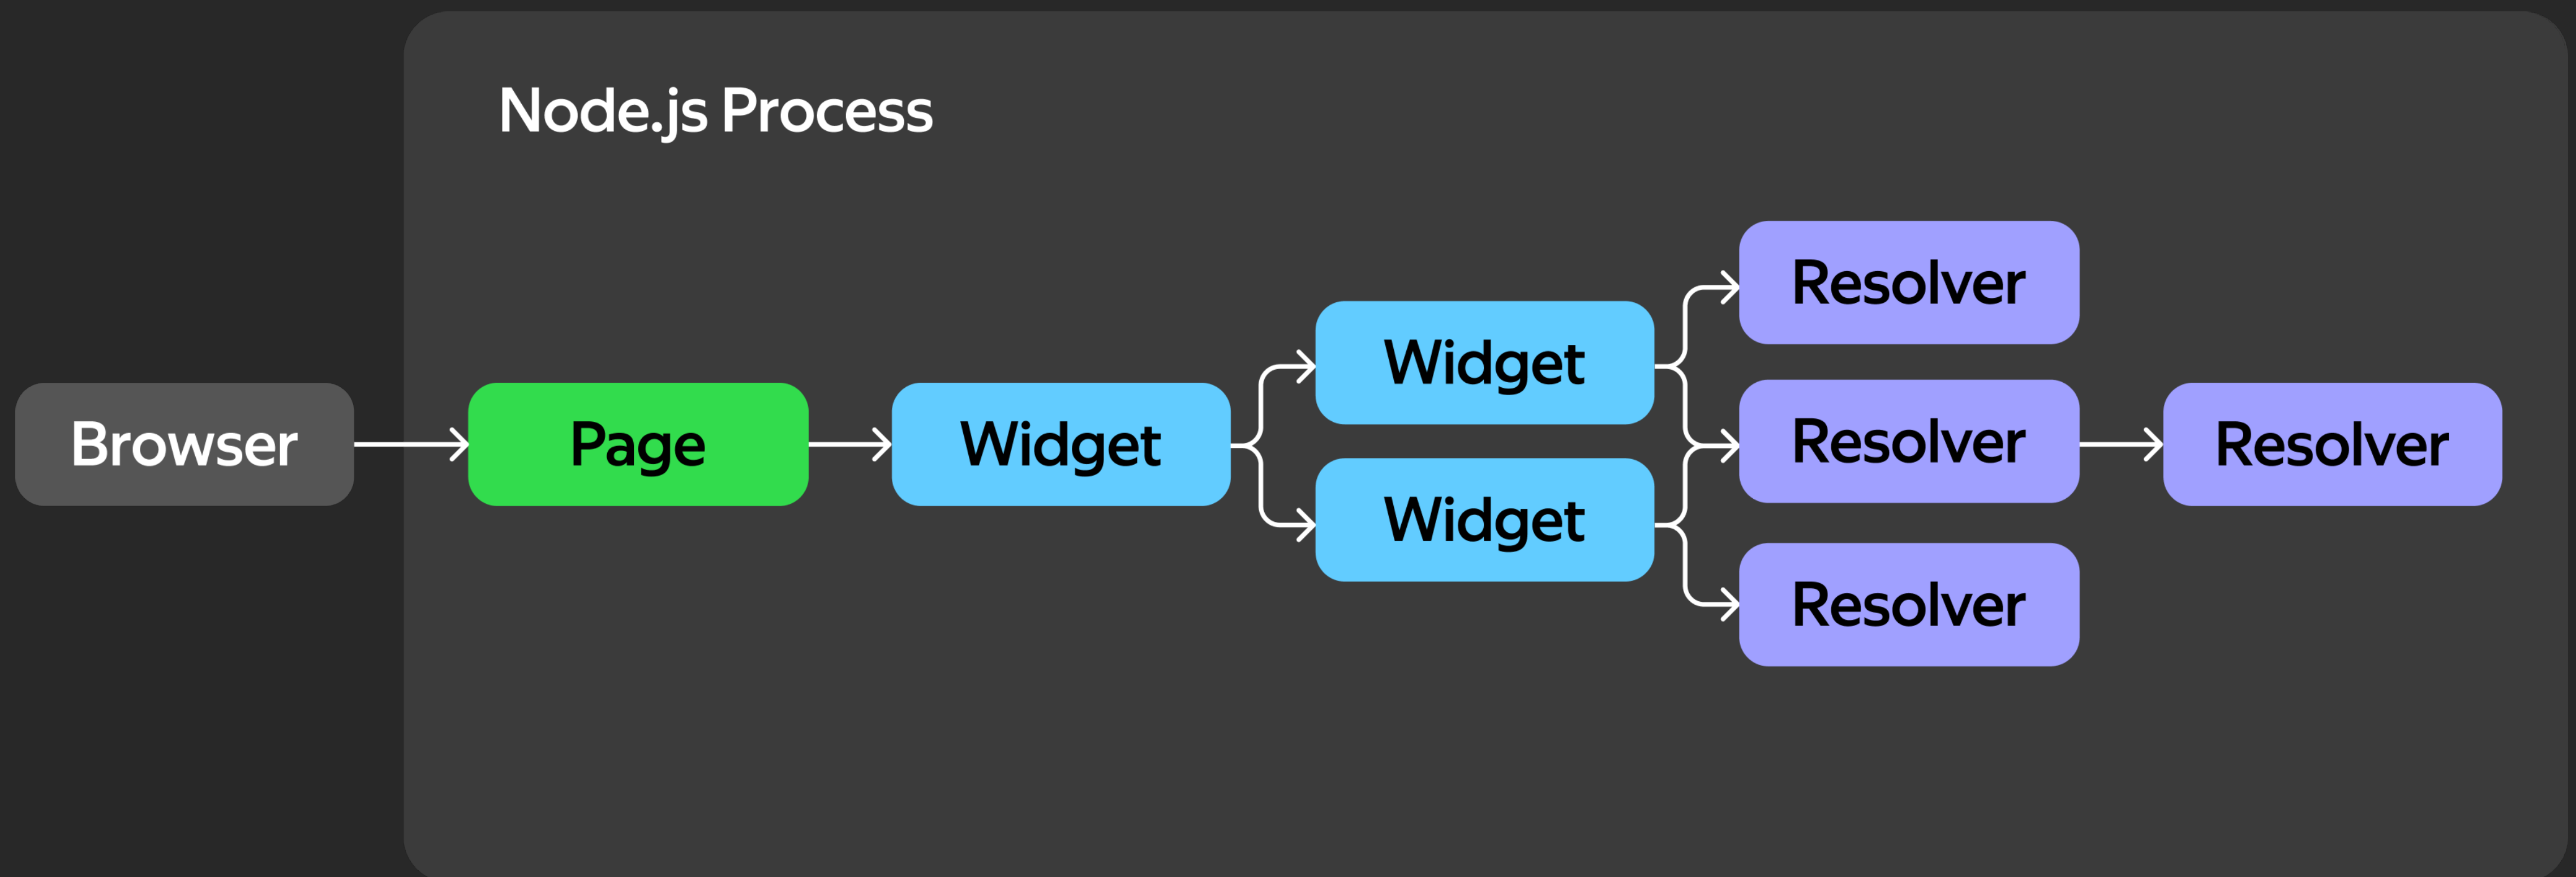 Node.js Process
Browser
Page
Widget
Widget
Widget
Resolver
Resolver
Resolver
Resolver